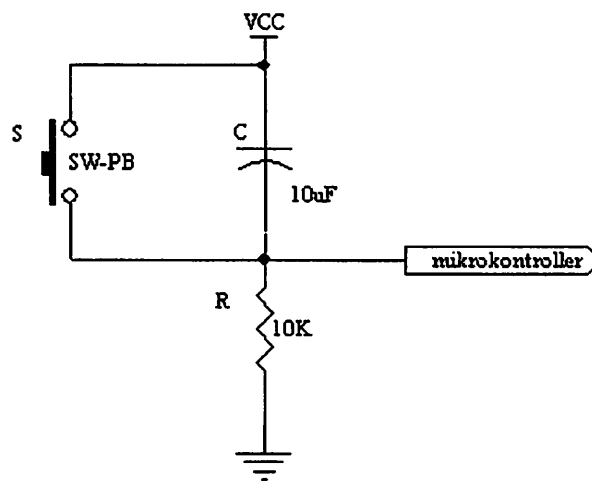 VCC
S
C
SW-PB
10uF
mikrokontroller
R
10K